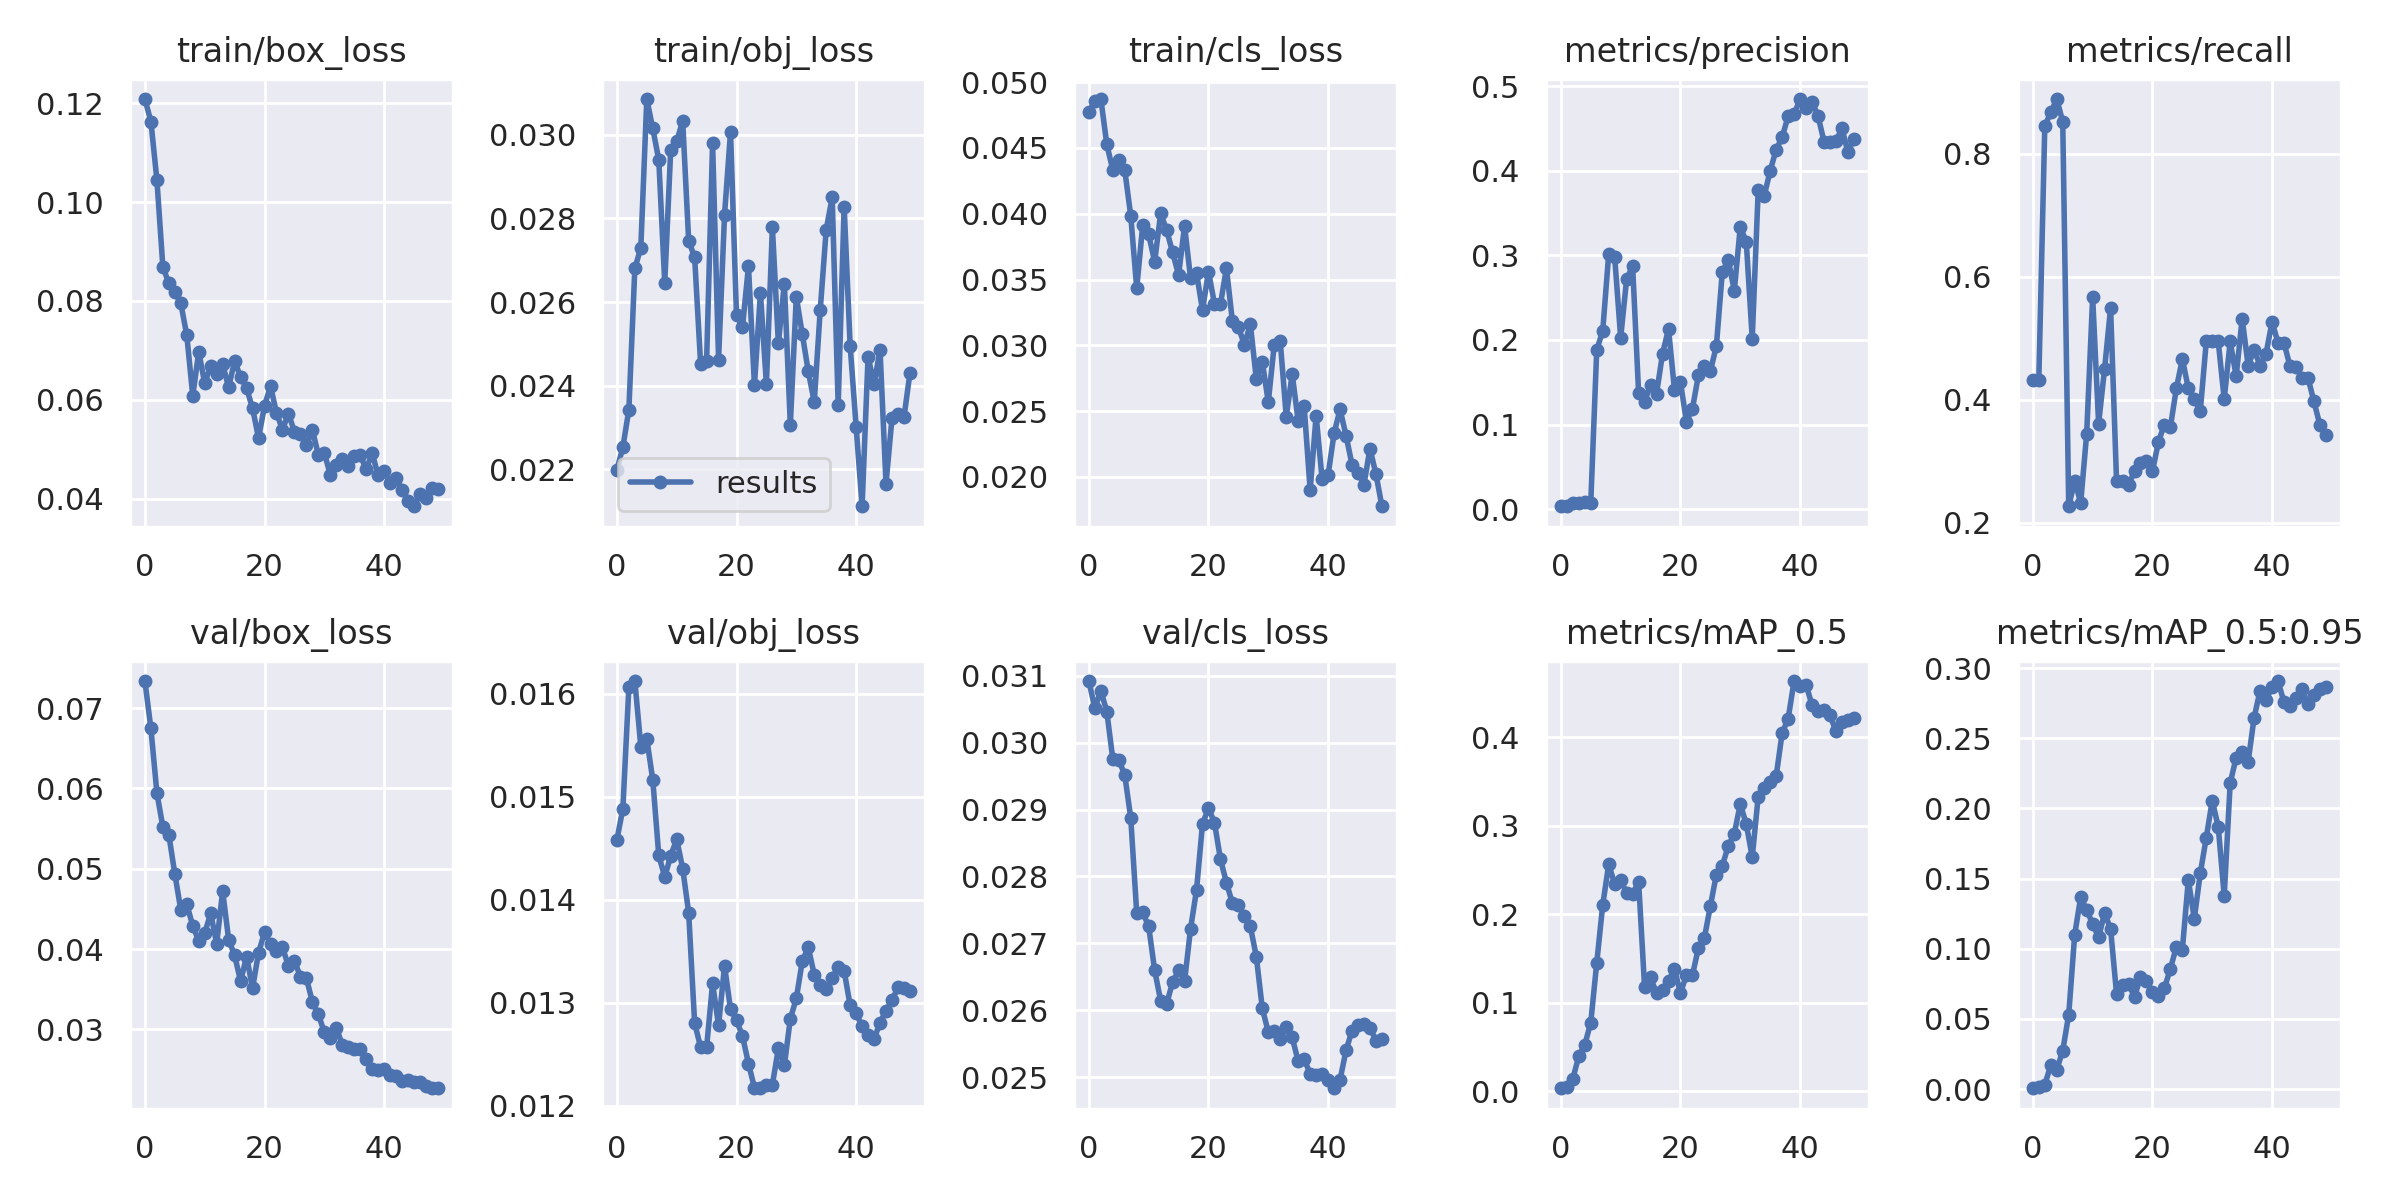 train/box_loss
0.12
0.10
0.08
0.06
0.04
0 20 40
train/obj_loss
0.030
0.028
0.026
0.024
0.022
results
0 20 40
train/cls_loss
0.050
0.045
0.040
0.035
0.030
0.025
0.020
0 20 40
metrics/precision
0.5
0.4
0.3
0.2
0.1
0.0
0 20 40
metrics/recall
0.8
0.6
0.4
0.2
0 20 40
val/box_loss
0.07
0.06
0.05
0.04
0.03
0 20 40
val/obj_loss
0.016
0.015
0.014
0.013
0.012
0 20 40
val/cls_loss
0.031
0.030
0.029
0.028
0.027
0.026
0.025
0 20 40
metrics/mAP_0.5
0.4
0.3
0.2
0.1
0.0
0 20 40
metrics/mAP_0.5:0.95
0.30
0.25
0.20
0.15
0.10
0.05
0.00
0 20 40